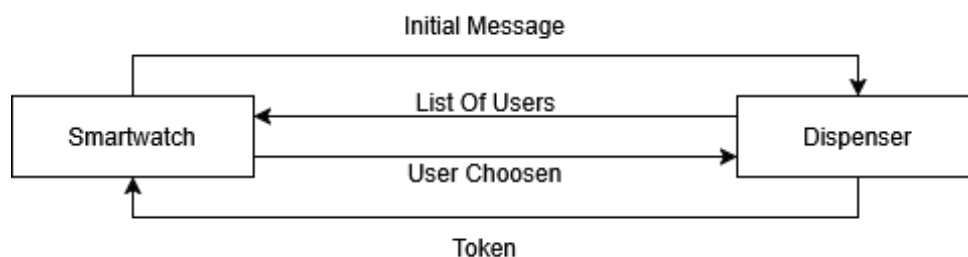 Initial Message
List Of Users
Smartwatch
Dispenser
User Choosen
Token